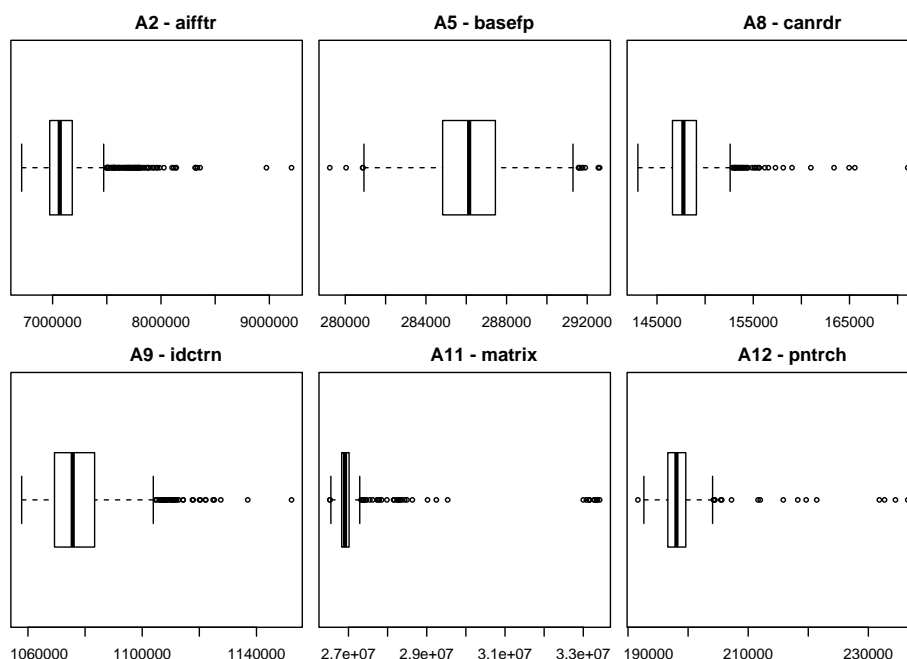 A2 - aifftr A5 - basefp A8 - canrdr
7000000 8000000 9000000 280000 284000 288000 292000 145000 155000 165000
A9 - idctrn A11 - matrix A12 - pntrch
1060000 1100000 1140000 2.7e+07 2.9e+07 3.1e+07 3.3e+07 190000 210000 230000